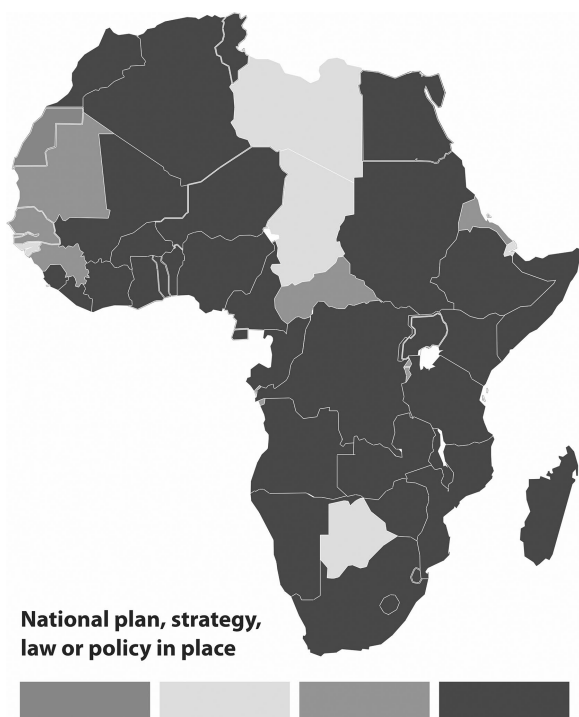 National plan, strategy,
law or policy in place